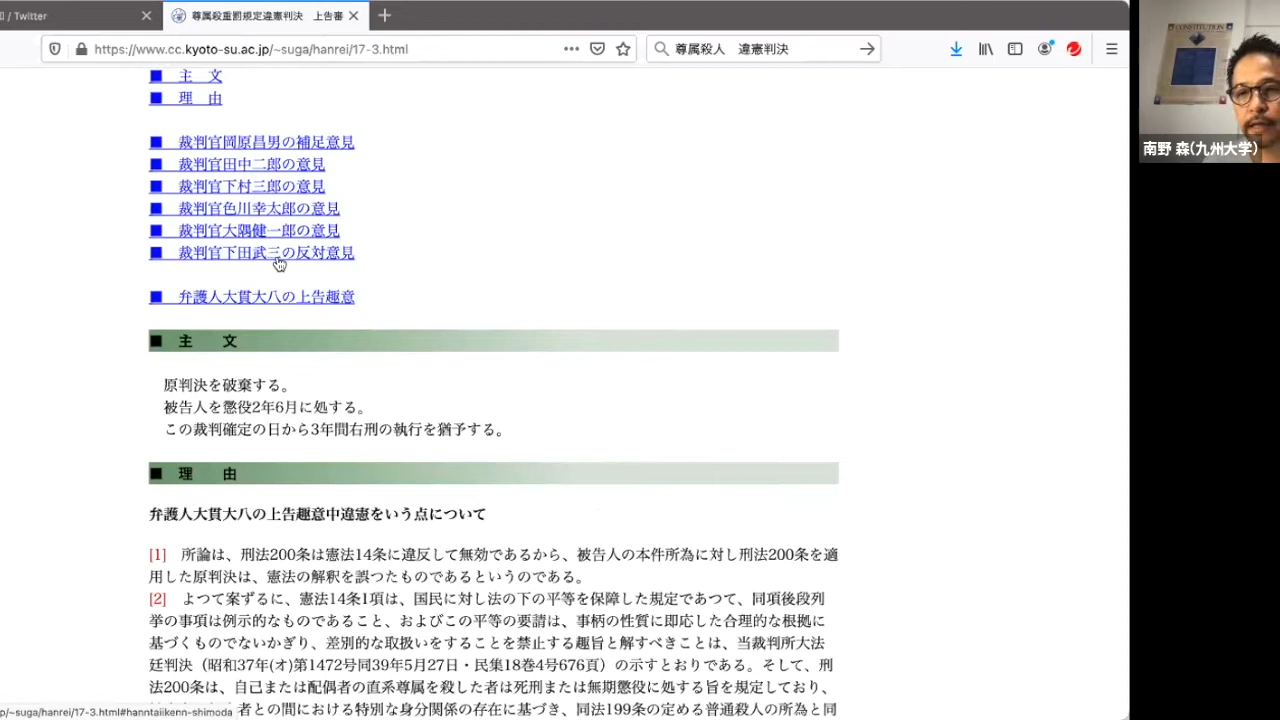 / Twitter
尊属殺重罰規定違憲判決　上告審
https://www.cc.kyoto-su.ac.jp/~suga/hanrei/17-3.html
尊属殺人　違憲判決
CONSTITUTION
南野 森(九州大学)
■　主　文
■　理　由
■　裁判官岡原昌男の補足意見
■　裁判官田中二郎の意見
■　裁判官下村三郎の意見
■　裁判官色川幸太郎の意見
■　裁判官大隅健一郎の意見
■　裁判官下田武三の反対意見
■　弁護人大貫大八の上告趣意
■　主　　文
原判決を破棄する。
被告人を懲役2年6月に処する。
この裁判確定の日から3年間右刑の執行を猶予する。
■　理　　由
弁護人大貫大八の上告趣意中違憲をいう点について
[1]　所論は、刑法200条は憲法14条に違反して無効であるから、被告人の本件所為に対し刑法200条を適
用した原判決は、憲法の解釈を誤つたものであるというのである。
[2]　よつて案ずるに、憲法14条1項は、国民に対し法の下の平等を保障した規定であつて、同項後段列
挙の事項は例示的なものであること、およびこの平等の要請は、事柄の性質に即応した合理的な根拠に
基づくものでないかぎり、差別的な取扱いをすることを禁止する趣旨と解すべきことは、当裁判所大法
廷判決（昭和37年(オ)第1472号同39年5月27日・民集18巻4号676頁）の示すとおりである。そして、刑
法200条は、自己または配偶者の直系尊属を殺した者は死刑または無期懲役に処する旨を規定しており、
者との間における特別な身分関係の存在に基づき、同法199条の定める普通殺人の所為と同
p/~suga/hanrei/17-3.html#hanntaiikenn-shimoda